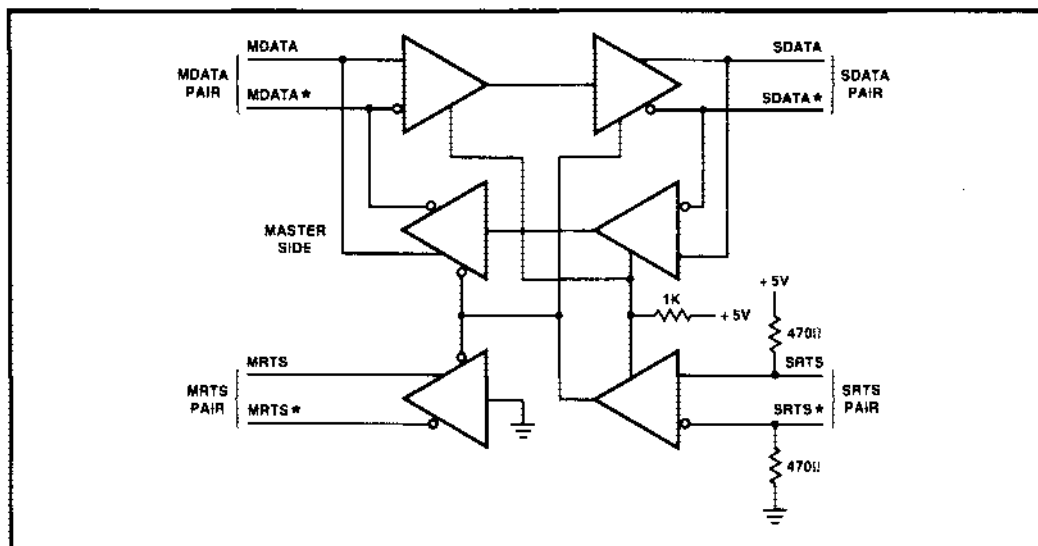 MDATA
MDATA PAIR
MDATA*
SDATA
SDATA PAIR
SDATA*
MASTER SIDE
1K
+5V
+5V
470Ω
MRTS
MRTS PAIR
MRTS*
SRTS
SRTS PAIR
SRTS*
470Ω